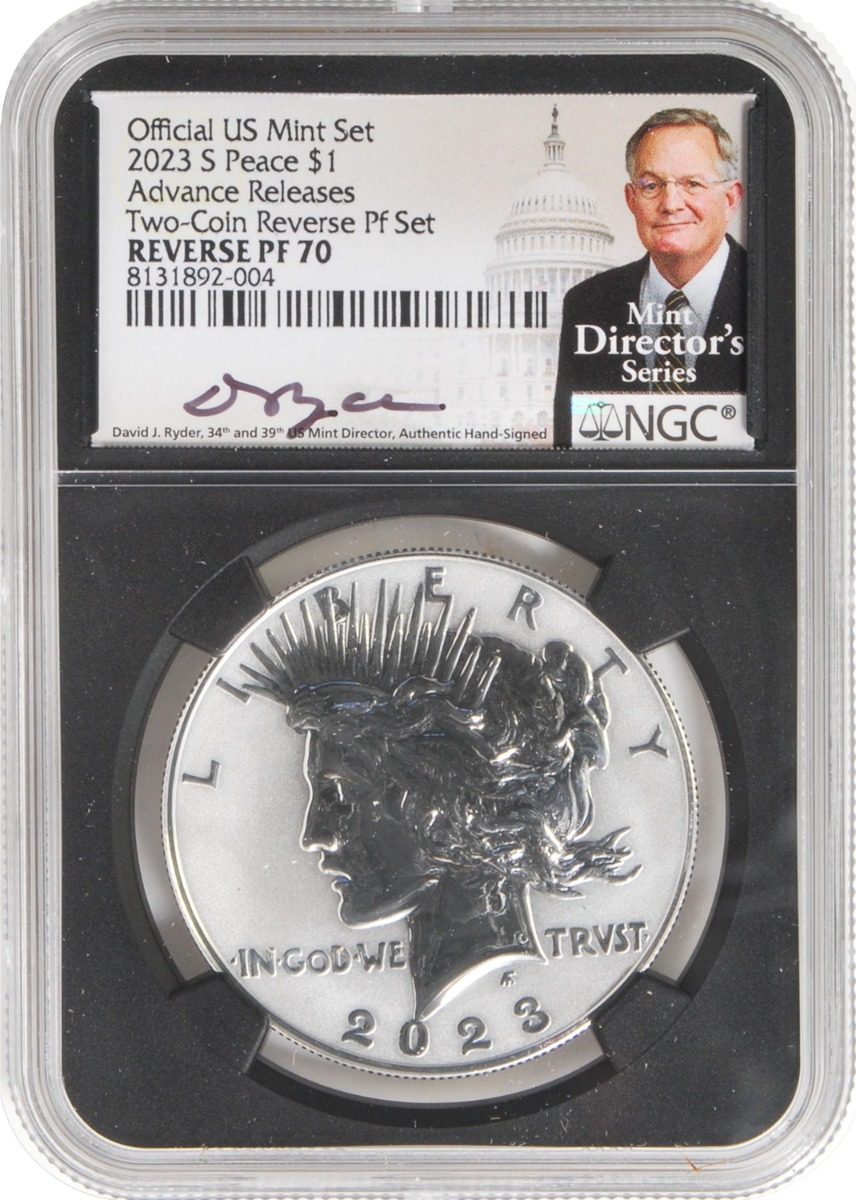 Official US Mint Set
2023 S Peace $1
Advance Releases
Two-Coin Reverse Pf Set
REVERSE PF 70
8131892-004
David J. Ryder, 34th and 39th US Mint Director, Authentic Hand-Signed
Mint
Director's
Series
NGC®
LIBERTY
·IN·GOD·WE TRVST·
2023